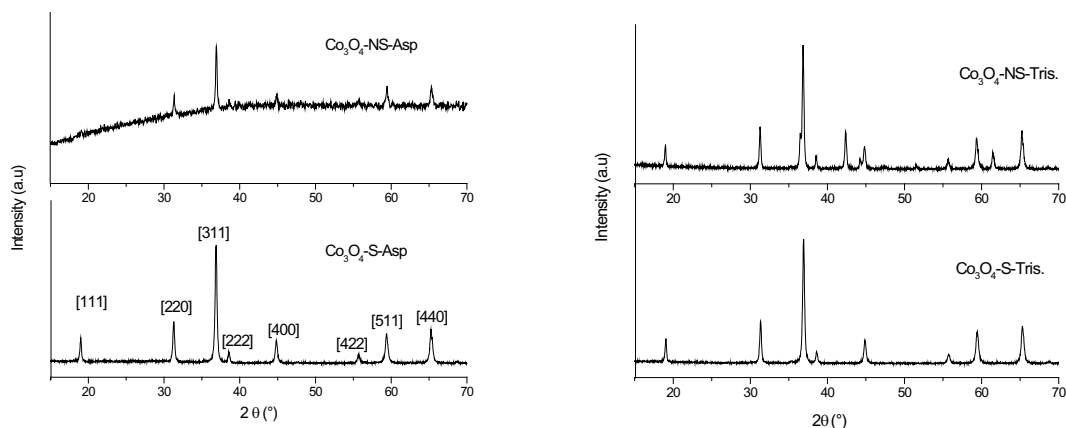 Co₃O₄-NS-Asp
20 30 40 50 60 70
Intensity (a.u)
Co₃O₄-S-Asp
[111]
[220]
[311]
[222]
[400]
[422]
[511]
[440]
20 30 40 50 60 70
2 θ (°)
Co₃O₄-NS-Tris.
20 30 40 50 60 70
Intensity (a.u)
Co₃O₄-S-Tris.
20 30 40 50 60 70
2θ (°)